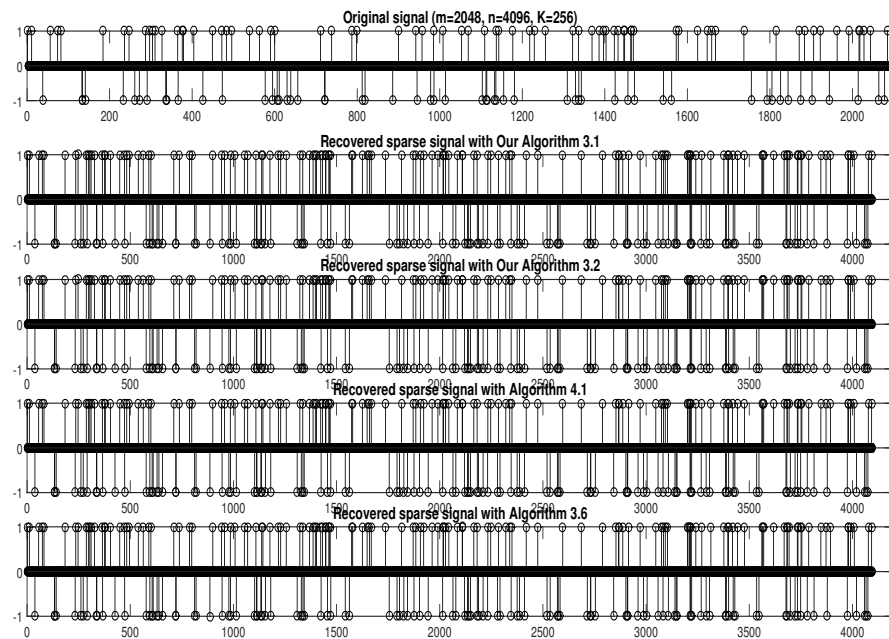 Original signal (m=2048, n=4096, K=256)
1
0
-1
0 200 400 600 800 1000 1200 1400 1600 1800 2000
Recovered sparse signal with Our Algorithm 3.1
1
0
-1
0 500 1000 1500 2000 2500 3000 3500 4000
Recovered sparse signal with Our Algorithm 3.2
1
0
-1
0 500 1000 1500 2000 2500 3000 3500 4000
Recovered sparse signal with Algorithm 4.1
1
0
-1
0 500 1000 1500 2000 2500 3000 3500 4000
Recovered sparse signal with Algorithm 3.6
1
0
-1
0 500 1000 1500 2000 2500 3000 3500 4000